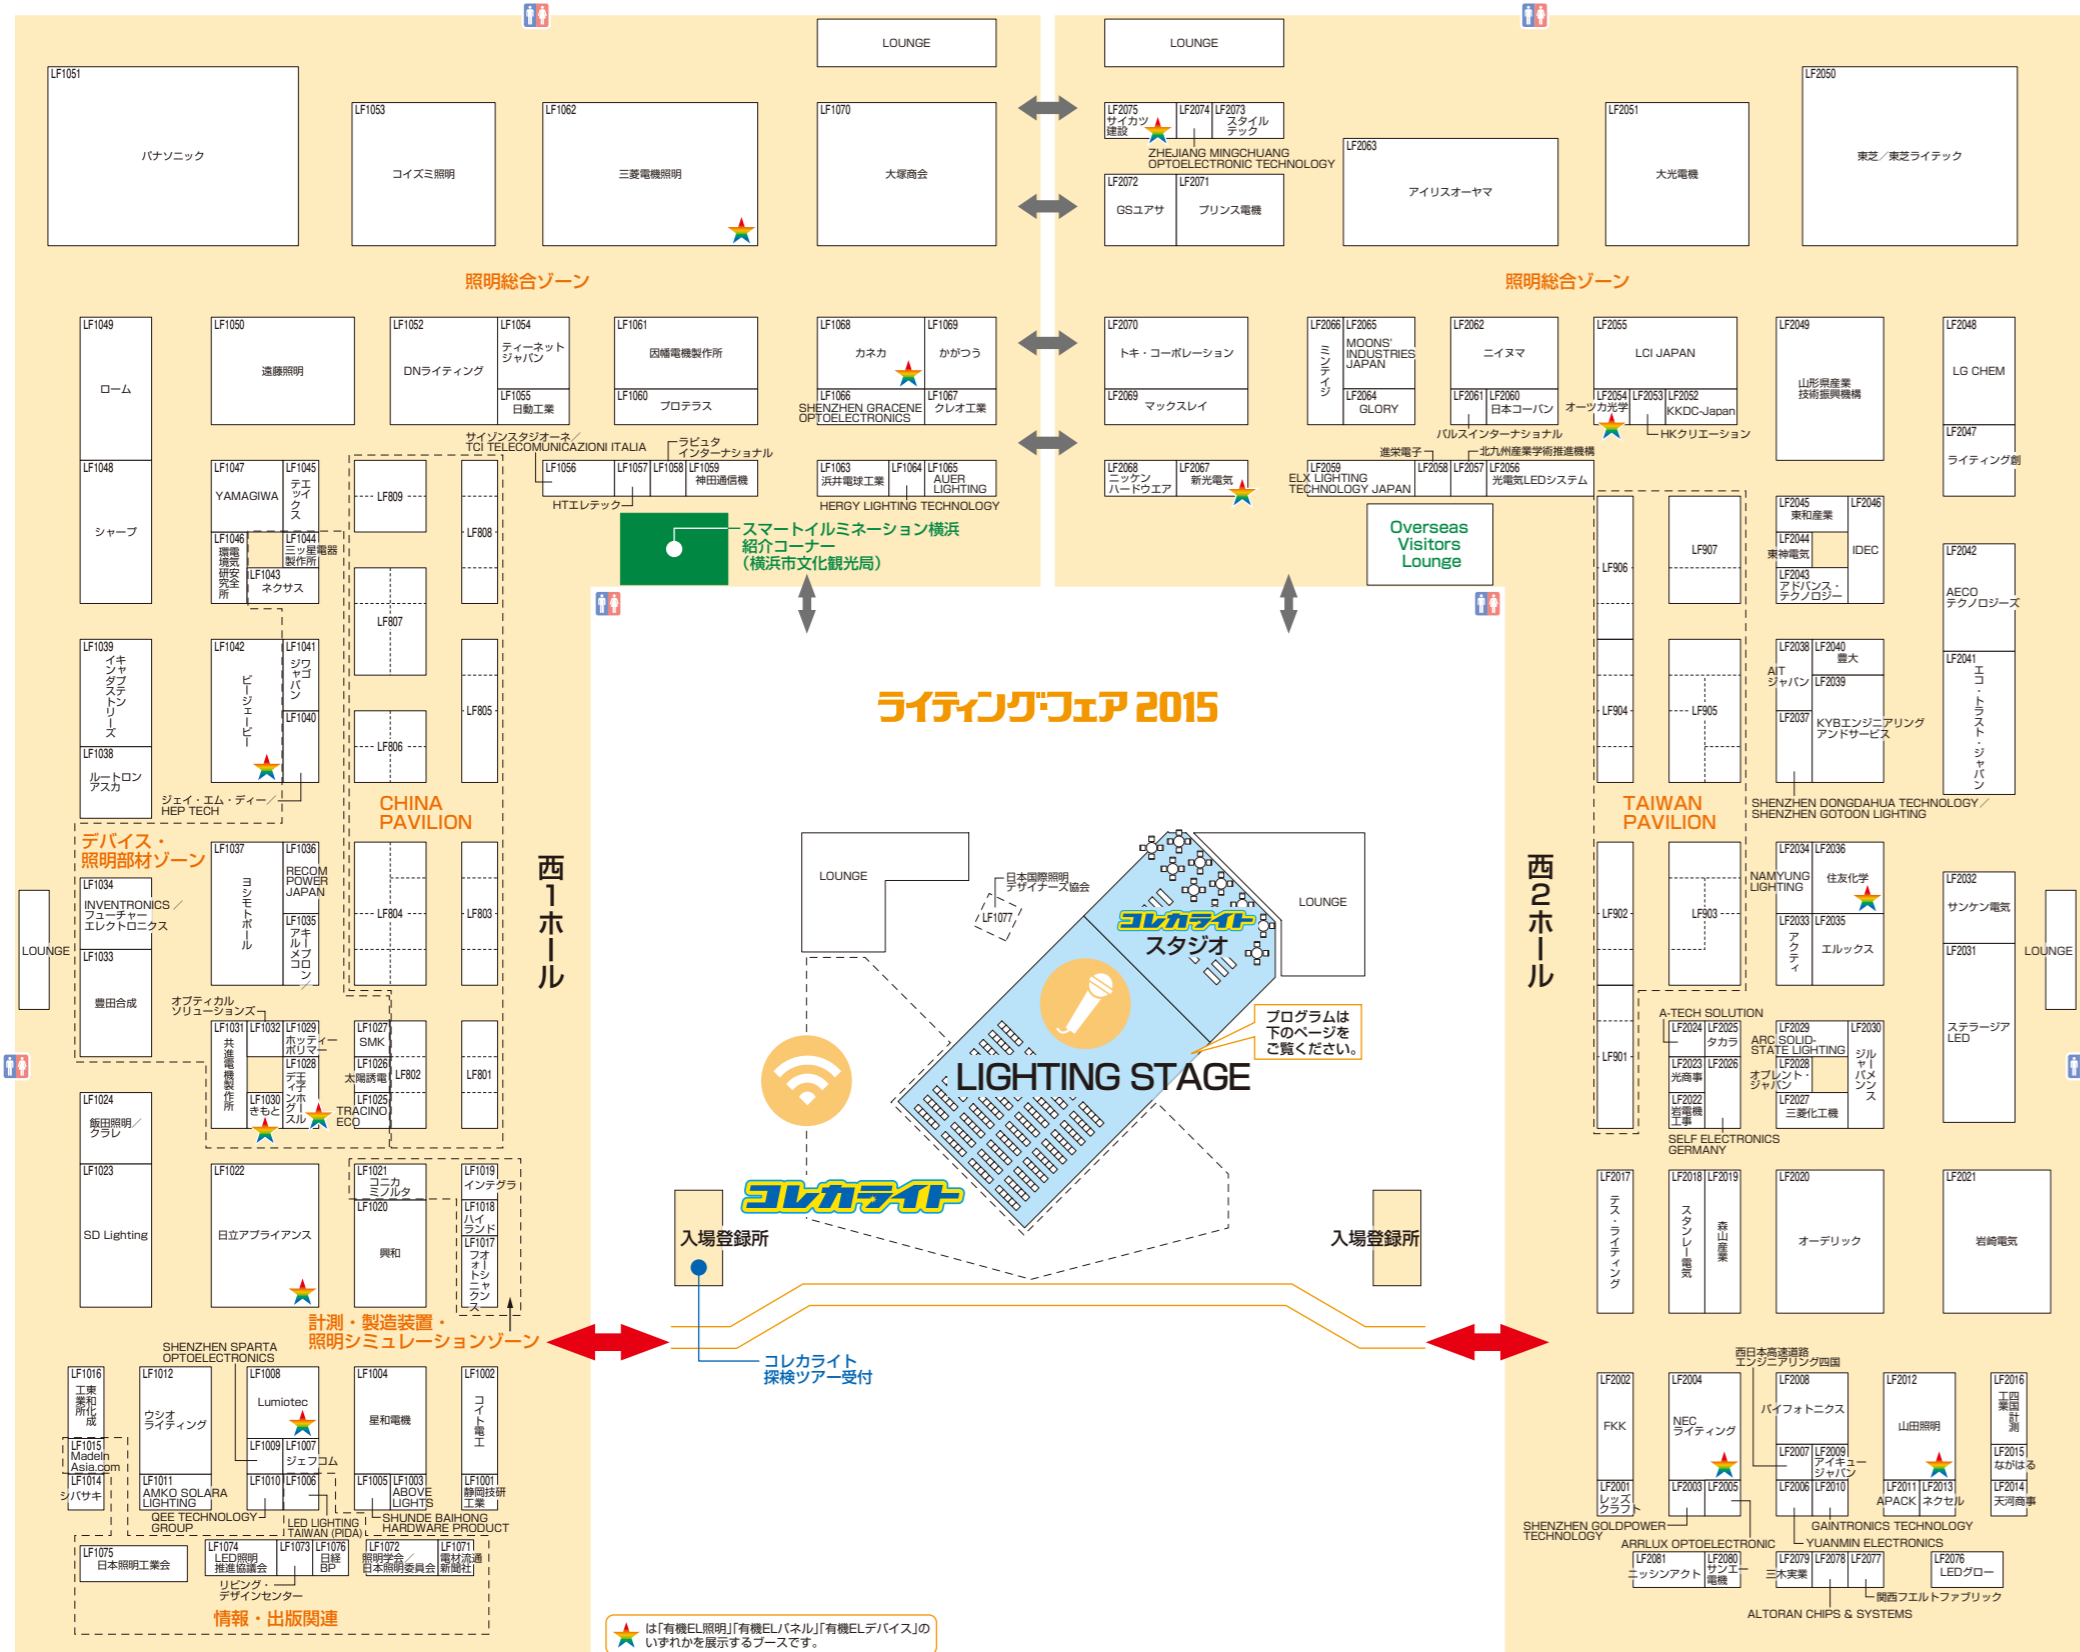 LOUNGE
LOUNGE
LF1051
パナソニック
LF1053
コイズミ照明
LF1062
三菱電機照明
LF1070
大塚商会
LF2075
サイカツ
建設
LF2074
LF2073
スタイル
テック
ZHEJIANG MINGCHUANG
OPTOELECTRONIC TECHNOLOGY
LF2072
GSユアサ
LF2071
プリンス電機
LF2063
アイリスオーヤマ
LF2051
大光電機
LF2050
東芝／東芝ライテック
照明総合ゾーン
照明総合ゾーン
LF1049
ローム
LF1050
遠藤照明
LF1052
DNライティング
LF1054
ティーネット
ジャパン
LF1055
日動工業
LF1061
因幡電機製作所
LF1060
プロテラス
LF1068
カネカ
LF1069
かがつう
LF1066
SHENZHEN GRACENE
OPTOELECTRONICS
LF1067
クレオ工業
サイゾンスタジオーネ／
TCI TELECOMUNICAZIONI ITALIA
ラピュタ
インターナショナル
LF1056
LF1057
LF1058
LF1059
神田通信機
HTエレテック
LF1063
浜井電球工業
LF1064
LF1065
AUER
LIGHTING
HERGY LIGHTING TECHNOLOGY
LF2070
トキ・コーポレーション
LF2069
マックスレイ
LF2068
ニッケン
ハードウエア
LF2067
新光電気
LF2066
ミンテイジ
LF2065
MOONS'
INDUSTRIES
JAPAN
LF2064
GLORY
LF2062
ニイヌマ
LF2061
LF2060
日本コーバン
パルスインターナショナル
LF2055
LCI JAPAN
LF2054
オーツカ光学
LF2053
LF2052
KKDC-Japan
HKクリエーション
進栄電子
北九州産業学術推進機構
LF2059
ELX LIGHTING
TECHNOLOGY JAPAN
LF2058
LF2057
LF2056
光電気LEDシステム
LF2049
山形県産業
技術振興機構
LF2048
LG CHEM
LF2047
ライティング創
LF1048
シャープ
LF1047
YAMAGIWA
LF1045
エイ
テックス
LF1046
電気安全
環境研究所
LF1044
三ッ星電器
製作所
LF1043
ネクサス
LF809
LF808
LF807
LF806
LF805
CHINA
PAVILION
LF804
LF803
LF802
LF801
スマートイルミネーション横浜
紹介コーナー
（横浜市文化観光局）
Overseas
Visitors
Lounge
LF906
LF907
LF904
LF905
TAIWAN
PAVILION
LF902
LF903
LF901
LF2045
東和産業
LF2046
IDEC
LF2044
東神電気
LF2043
アドバンス・
テクノロジー
LF2042
AECO
テクノロジーズ
LF2038
AIT
ジャパン
LF2040
豊大
LF2039
KYBエンジニアリング
アンドサービス
LF2037
SHENZHEN DONGDAHUA TECHNOLOGY／
SHENZHEN GOTOON LIGHTING
LF2041
エコ・トラスト・ジャパン
LF1039
キャプテン
インダストリーズ
LF1038
ルートロン
アスカ
LF1042
ビージェービー
LF1041
ワゴ
ジャパン
LF1040
ジェイ・エム・ディー／
HEP TECH
デバイス・
照明部材ゾーン
LF1037
ヨシモトポール
LF1036
RECOM
POWER
JAPAN
LF1035
キーブロン／
アルメコ
LF1034
INVENTRONICS／
フューチャー
エレクトロニクス
LF1033
豊田合成
LOUNGE
オプティカル
ソリューションズ
LF1031
共進電機製作所
LF1032
LF1029
ホッティー
ポリマー
LF1028
王子ホール
ディングス
LF1030
きもと
LF1027
SMK
LF1026
太陽誘電
LF1025
TRACINO
ECO
西1ホール
ライティング・フェア 2015
LOUNGE
日本国際照明
デザイナーズ協会
LF1077
コレカライト
スタジオ
LOUNGE
プログラムは
下のページを
ご覧ください。
LIGHTING STAGE
コレカライト
入場登録所
入場登録所
コレカライト
探検ツアー受付
西2ホール
LF2034
NAMYUNG
LIGHTING
LF2036
住友化学
LF2033
アクティ
LF2035
エルックス
LF2032
サンケン電気
LF2031
ステラージア
LED
LOUNGE
A-TECH SOLUTION
LF2024
LF2025
タカラ
LF2023
光商事
LF2026
LF2022
岩電機
工事
SELF ELECTRONICS
GERMANY
LF2029
ARC SOLID-
STATE LIGHTING
LF2030
ジャパン
ルーメンス
LF2028
オプレント・
ジャパン
LF2027
三菱化工機
LF1024
飯田照明／
クラレ
LF1023
SD Lighting
LF1022
日立アプライアンス
LF1021
コニカ
ミノルタ
LF1020
興和
LF1019
インテグラ
LF1018
ハイ
ランド
LF1017
フォトニクス
オーシャン
計測・製造装置・
照明シミュレーションゾーン
LF2017
テス・ライティング
LF2018
スタンレー電気
LF2019
森山産業
LF2020
オーデリック
LF2021
岩崎電気
SHENZHEN SPARTA
OPTOELECTRONICS
LF1016
東和化成
工業所
LF1015
MadeIn
Asia.com
LF1014
シバサキ
LF1012
ウシオ
ライティング
LF1011
AMKO SOLARA
LIGHTING
LF1008
Lumiotec
LF1009
LF1007
ジェフコム
LF1010
LF1006
QEE TECHNOLOGY
GROUP
LED LIGHTING
TAIWAN (PIDA)
LF1004
星和電機
LF1005
LF1003
ABOVE
LIGHTS
SHUNDE BAIHONG
HARDWARE PRODUCT
LF1002
コイト電工
LF1001
静岡技研
工業
LF1075
日本照明工業会
LF1074
LED照明
推進協議会
LF1073
LF1076
日経
BP
リビング・
デザインセンター
LF1072
照明学会／
日本照明委員会
LF1071
電材流通
新聞社
情報・出版関連
は「有機EL照明」「有機ELパネル」「有機ELデバイス」の
いずれかを展示するブースです。
西日本高速道路
エンジニアリング四国
LF2002
FKK
LF2001
レッズ
クラフト
LF2004
NEC
ライティング
LF2003
LF2005
SHENZHEN GOLDPOWER
TECHNOLOGY
ARRLUX OPTOELECTRONIC
LF2008
パイフォトニクス
LF2007
LF2009
アイキュー
ジャパン
LF2006
LF2010
GAINTRONICS TECHNOLOGY
YUANMIN ELECTRONICS
LF2012
山田照明
LF2011
APACK
LF2013
ネクセル
LF2016
四国計測
工業
LF2015
ながはる
LF2014
天河商事
LF2081
ニッシンアクト
LF2080
サンエー
電機
LF2079
三木実業
LF2078
LF2077
LF2076
LEDグロー
関西フエルトファブリック
ALTORAN CHIPS & SYSTEMS